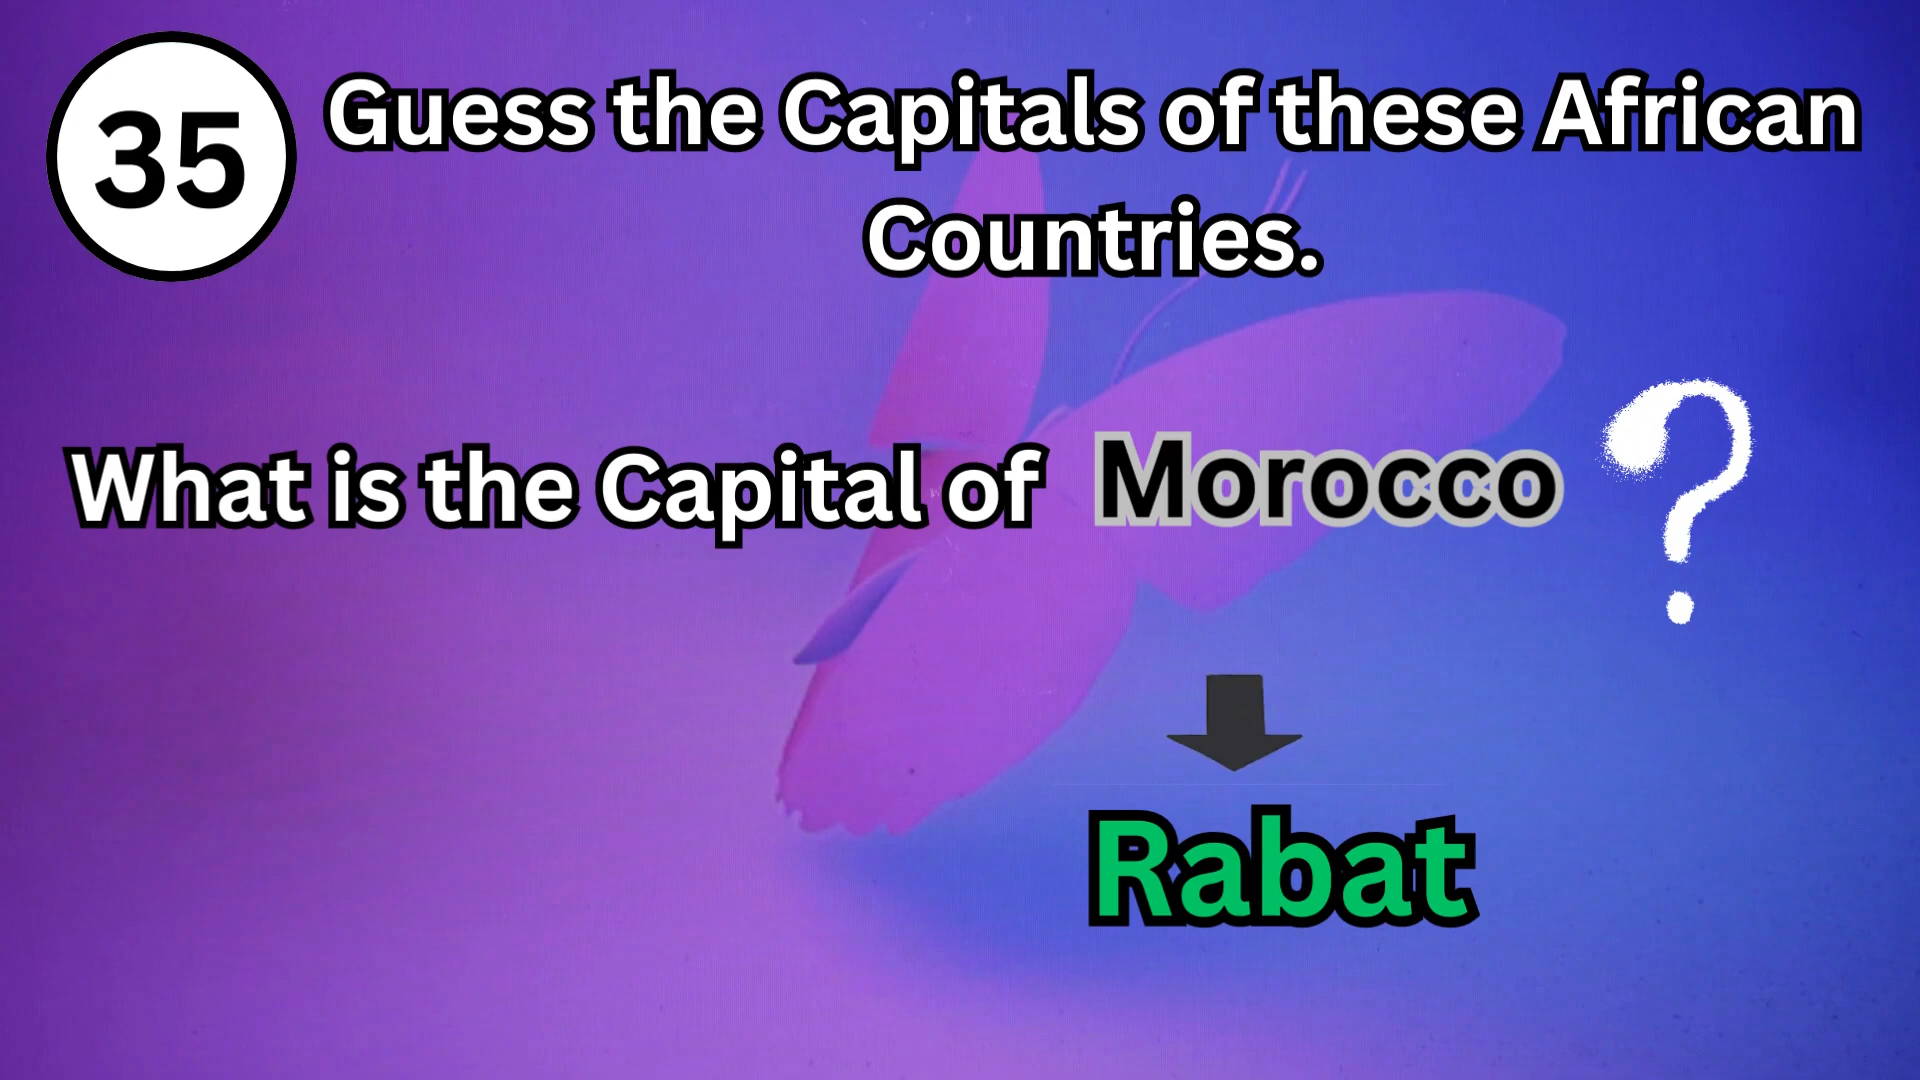 35
Guess the Capitals of these African
Countries.
What is the Capital of Morocco ?
Rabat